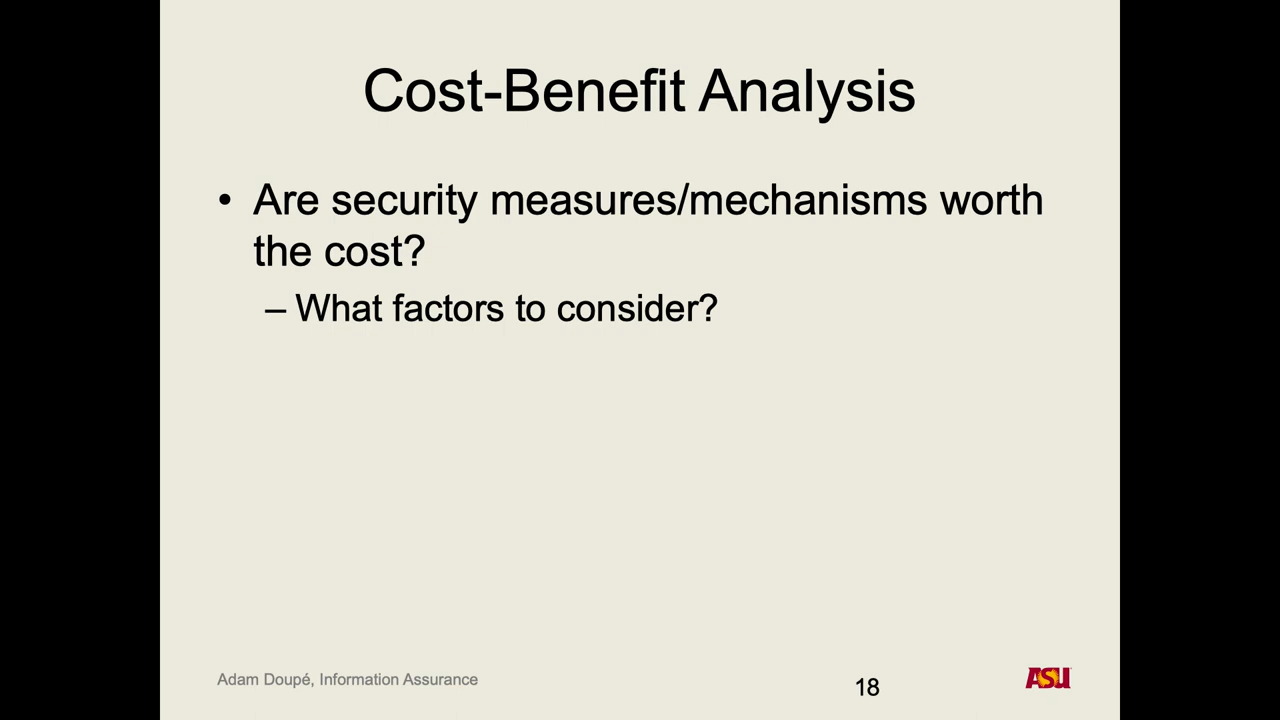 Cost-Benefit Analysis
• Are security measures/mechanisms worth
the cost?
– What factors to consider?
Adam Doupé, Information Assurance
18
ASU